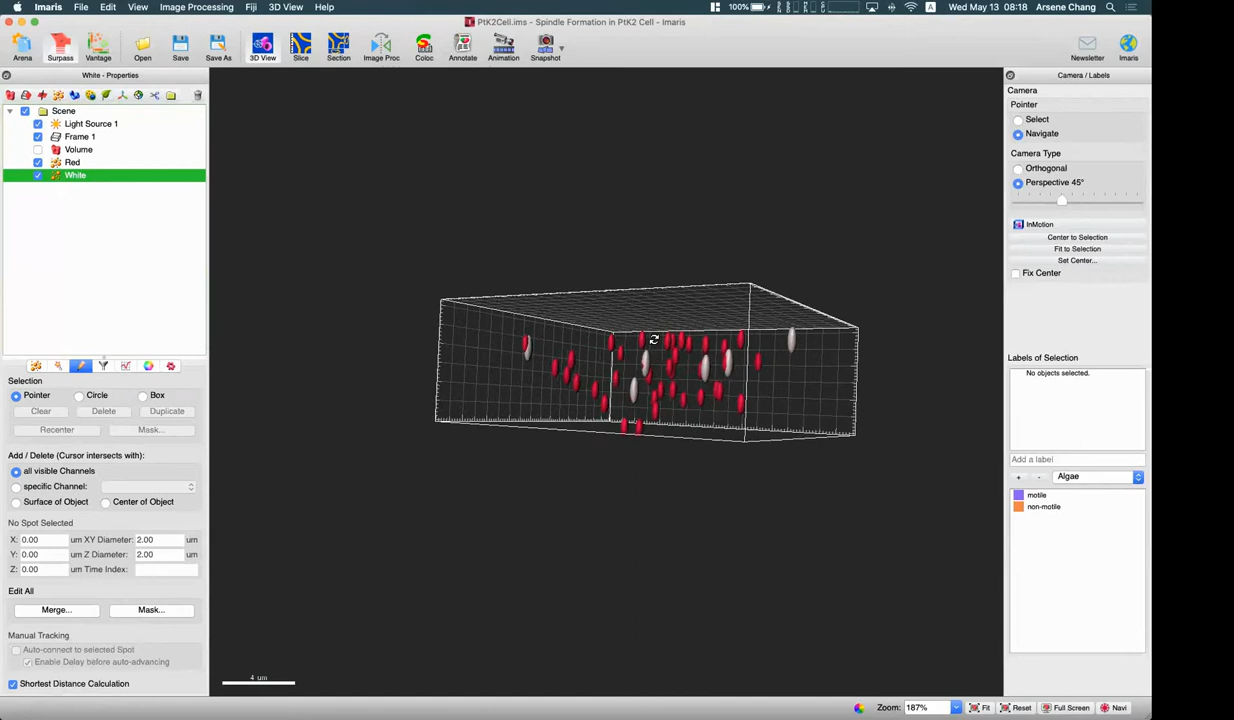 Imaris File Edit View Image Processing Fiji 3D View Help 100% A Wed May 13 08:18 Arsene Chang
PtK2Cell.ims - Spindle Formation in PtK2 Cell - Imaris
Arena Surpass Vantage Open Save Save As 3D View Slice Section Image Proc Coloc Annotate Animation Snapshot Newsletter Imaris
White - Properties
Scene
Light Source 1
Frame 1
Volume
Red
White
Selection
Pointer Circle Box
Clear Delete Duplicate
Recenter Mask...
Add / Delete (Cursor intersects with):
all visible Channels
specific Channel:
Surface of Object Center of Object
No Spot Selected
X: 0.00 um XY Diameter: 2.00 um
Y: 0.00 um Z Diameter: 2.00 um
Z: 0.00 um Time Index:
Edit All
Merge... Mask...
Manual Tracking
Auto-connect to selected Spot
Enable Delay before auto-advancing
Shortest Distance Calculation
4 um
Camera / Labels
Camera
Pointer
Select
Navigate
Camera Type
Orthogonal
Perspective 45°
InMotion
Center to Selection
Fit to Selection
Set Center...
Fix Center
Labels of Selection
No objects selected.
Add a label
+ - Algae
motile
non-motile
Zoom: 187% Fit Reset Full Screen Navi